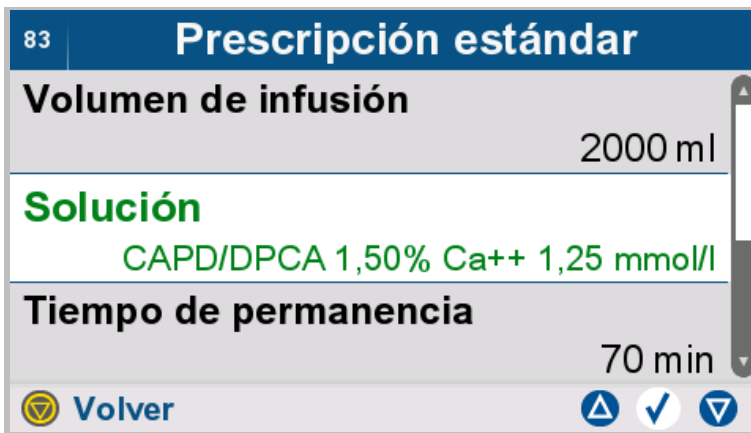 83 Prescripción estándar
Volumen de infusión
2000 ml
Solución
CAPD/DPCA 1,50% Ca++ 1,25 mmol/l
Tiempo de permanencia
70 min
Volver